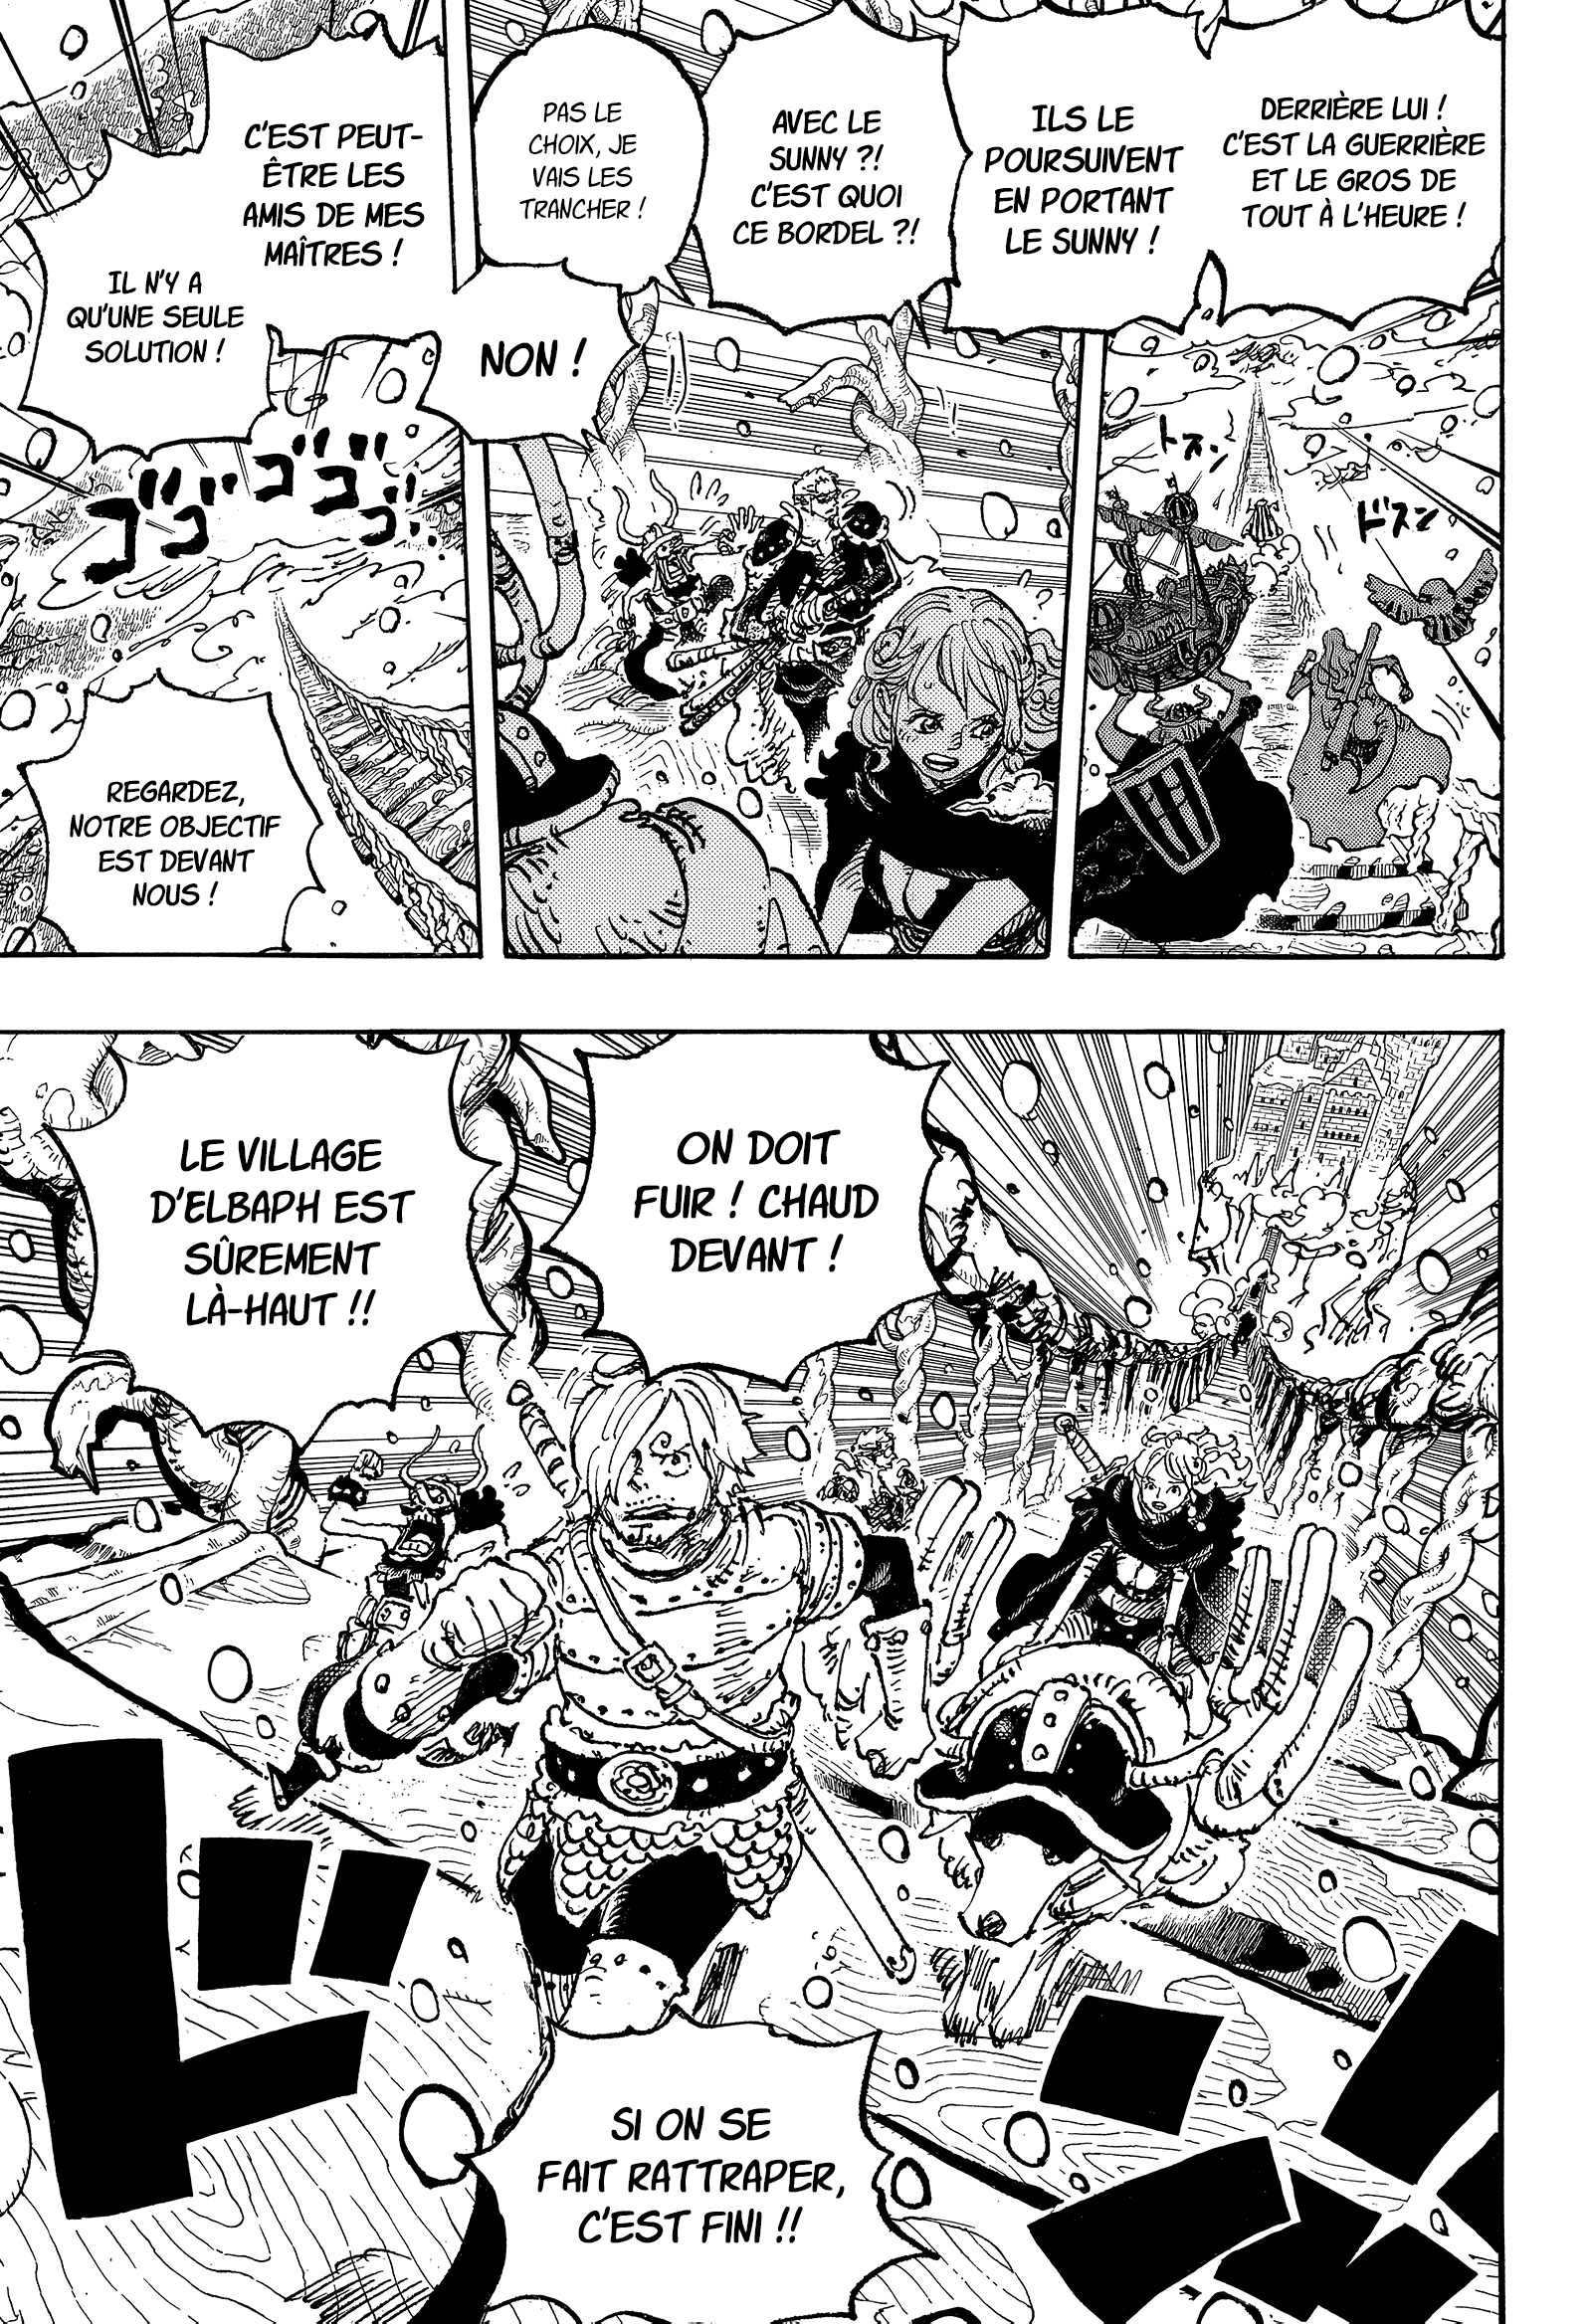 DERRIÈRE LUI !
C'EST LA GUERRIÈRE
ET LE GROS DE
TOUT À L'HEURE !
ILS LE
POURSUIVENT
EN PORTANT
LE SUNNY !
ドスン
ドスン
AVEC LE
SUNNY ?!
C'EST QUOI
CE BORDEL ?!
PAS LE
CHOIX, JE
VAIS LES
TRANCHER !
NON !
C'EST PEUT-
ÊTRE LES
AMIS DE MES
MAÎTRES !
IL N'Y A
QU'UNE SEULE
SOLUTION !
ゴゴゴゴ
REGARDEZ,
NOTRE OBJECTIF
EST DEVANT
NOUS !
ON DOIT
FUIR ! CHAUD
DEVANT !
LE VILLAGE
D'ELBAPH EST
SÛREMENT
LÀ-HAUT !!
SI ON SE
FAIT RATTRAPER,
C'EST FINI !!